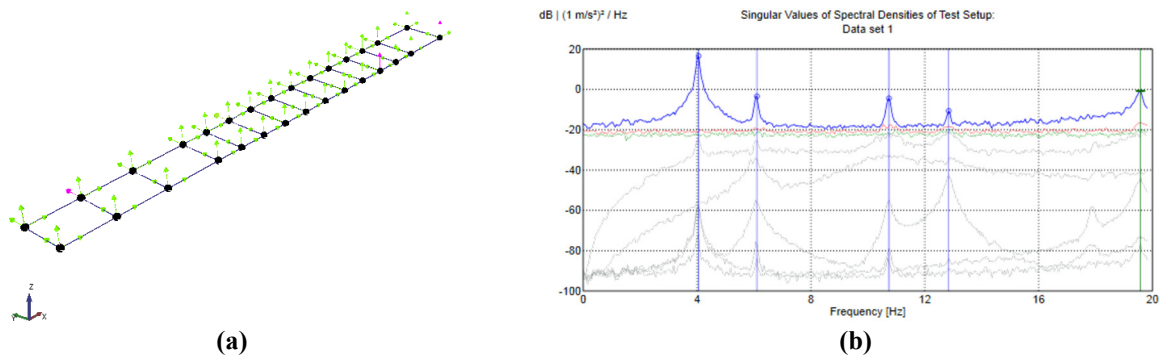 dB | (1 m/s²)² / Hz
Singular Values of Spectral Densities of Test Setup:
Data set 1
20
0
-20
-40
-60
-80
-100
0
4
8
12
16
20
Frequency [Hz]
Z
Y
X
(a)
(b)